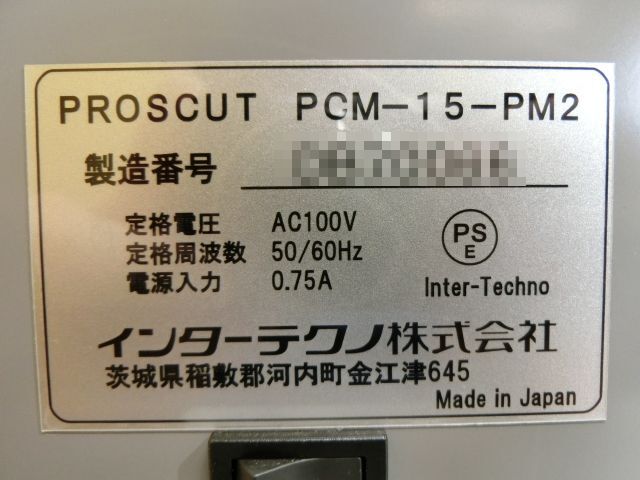 PROSCUT PCM-15-PM2
製造番号
定格電圧 AC100V
定格周波数 50/60Hz
電源入力 0.75A
PS
E
Inter-Techno
インターテクノ株式会社
茨城県稲敷郡河内町金江津645
Made in Japan